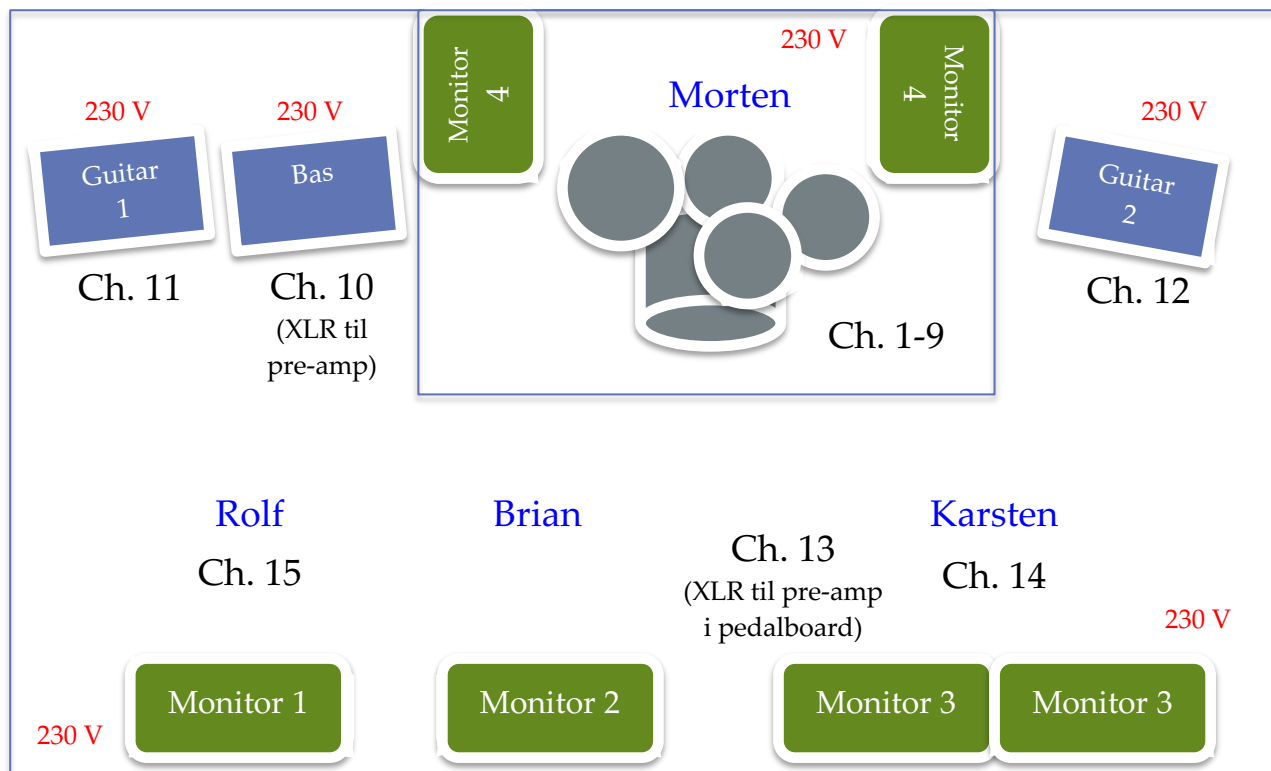 230 V
Monitor
4
Morten
Monitor
4
230 V
230 V
230 V
Guitar
1
Bas
Guitar
2
Ch. 11
Ch. 10
(XLR til
pre-amp)
Ch. 12
Ch. 1-9
Rolf
Brian
Karsten
Ch. 15
Ch. 13
(XLR til pre-amp
i pedalboard)
Ch. 14
230 V
Monitor 1
Monitor 2
Monitor 3
Monitor 3
230 V